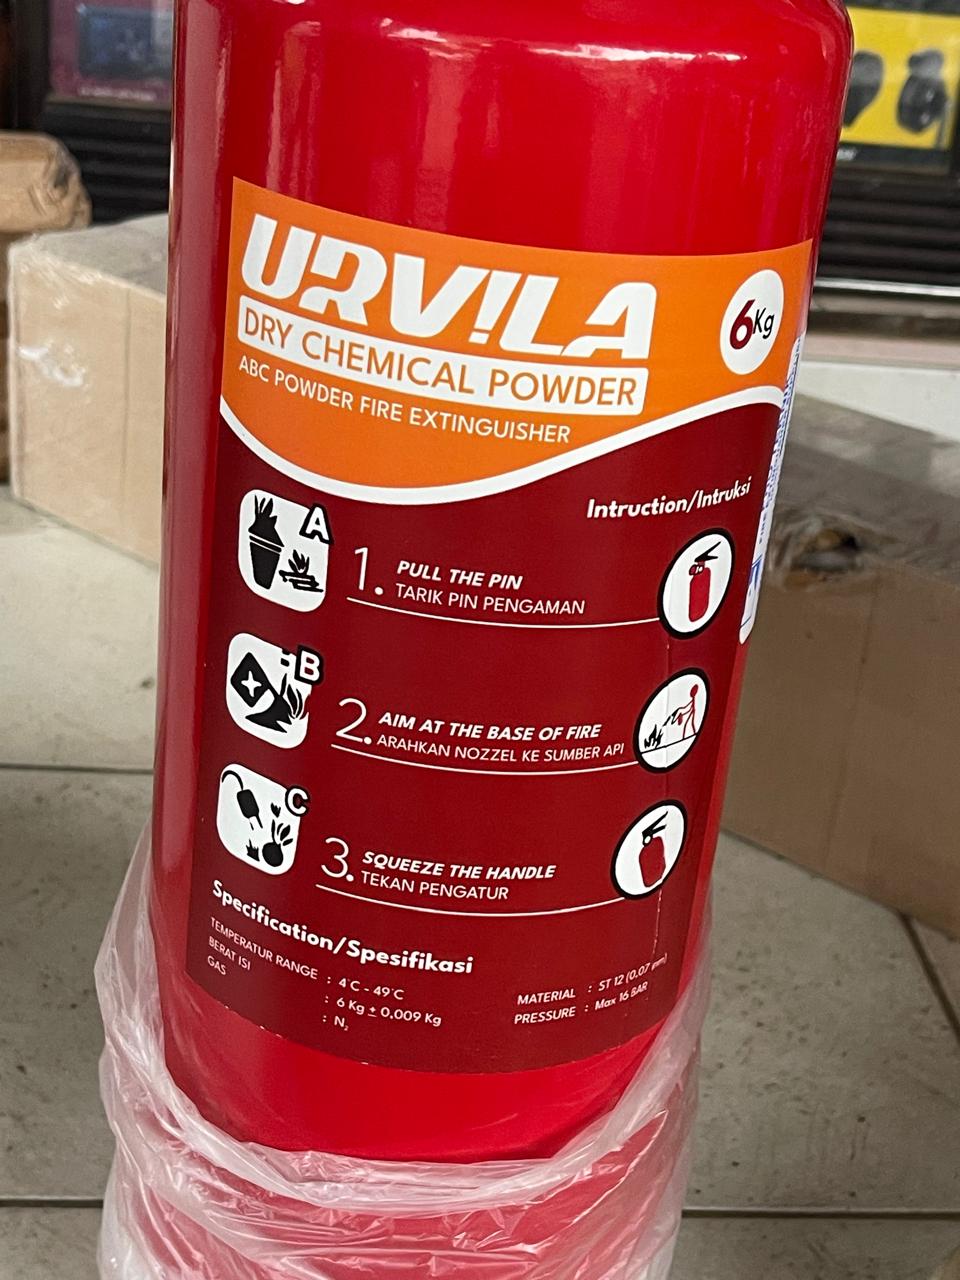 URV!LA
6Kg
DRY CHEMICAL POWDER
ABC POWDER FIRE EXTINGUISHER
Intruction/Intruksi
A
1. PULL THE PIN
TARIK PIN PENGAMAN
B
2. AIM AT THE BASE OF FIRE
ARAHKAN NOZZEL KE SUMBER API
C
3. SQUEEZE THE HANDLE
TEKAN PENGATUR
Specification/Spesifikasi
TEMPERATUR RANGE : 4°C - 49°C
BERAT ISI : 6 Kg ± 0,009 Kg
GAS : N₂
MATERIAL : ST 12 (0.07 mm)
PRESSURE : Max 16 BAR